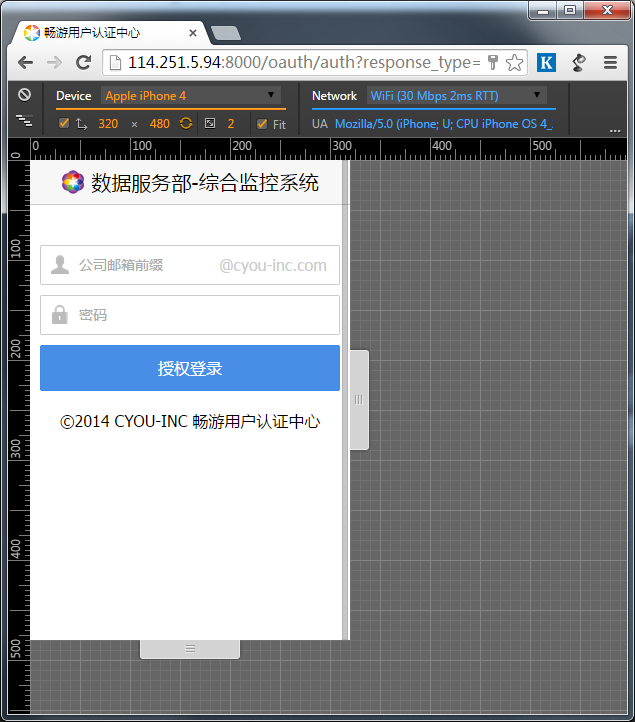 畅游用户认证中心
114.251.5.94:8000/oauth/auth?response_type=
Device Apple iPhone 4 Network WiFi (30 Mbps 2ms RTT)
320 × 480 2 Fit UA Mozilla/5.0 (iPhone; U; CPU iPhone OS 4_
...
0 100 200 300 400 500
0
100
200
300
400
500
数据服务部-综合监控系统
公司邮箱前缀 @cyou-inc.com
密码
授权登录
©2014 CYOU-INC 畅游用户认证中心